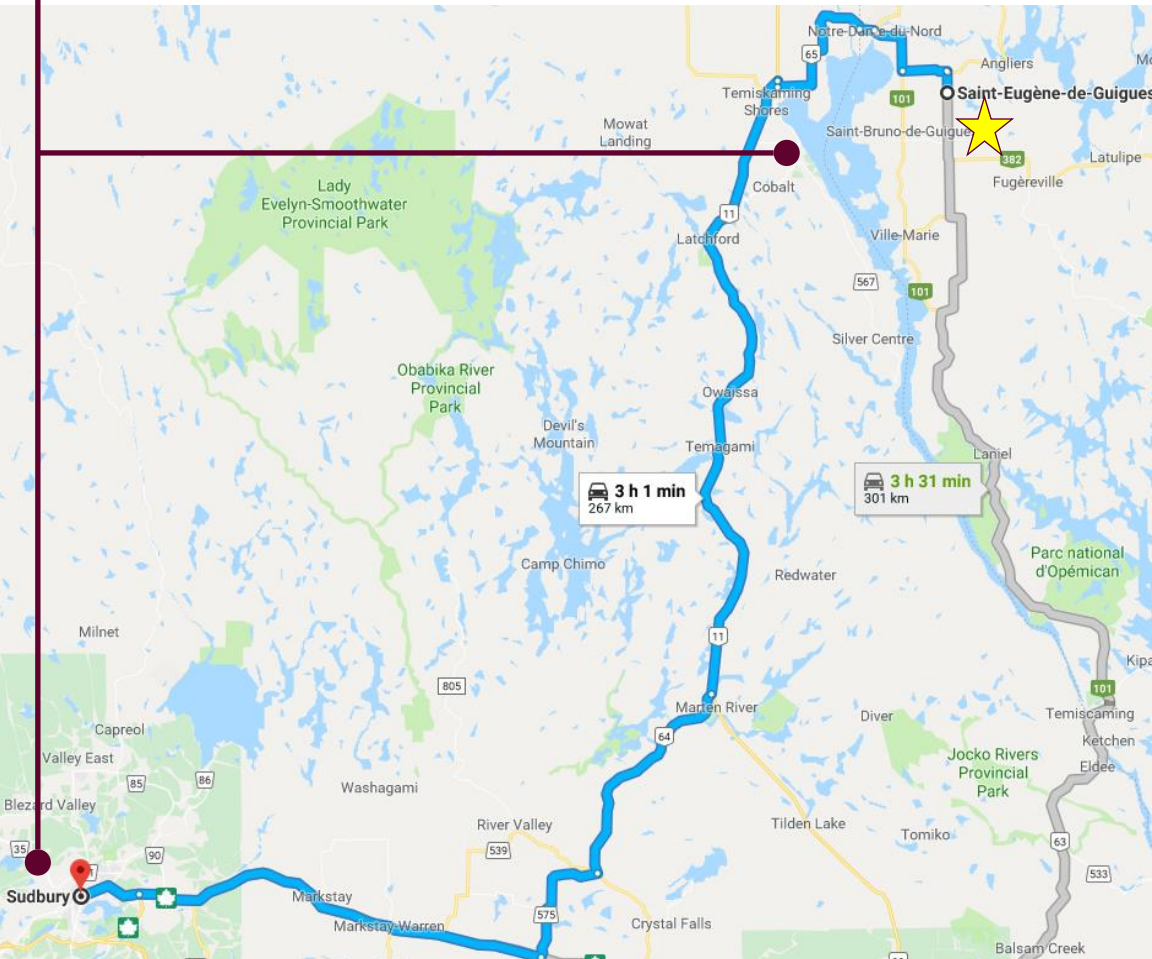 Notre-Dame-du-Nord
65
Angliers
Temiskaming
Shores
101
Saint-Eugène-de-Guigues
Mowat
Landing
Saint-Bruno-de-Guigue
382
Latulipe
Cobalt
Fugèreville
Lady
Evelyn-Smoothwater
Provincial Park
11
Latchford
Ville-Marie
567
101
Silver Centre
Obabika River
Provincial
Park
Owaissa
Devil's
Mountain
Temagami
Laniel
3 h 1 min
267 km
3 h 31 min
301 km
Camp Chimo
Redwater
Parc national
d'Opémican
Milnet
11
Kipa
805
101
Marten River
Diver
Temiscaming
Capreol
64
Ketchen
Valley East
Eldee
85
86
Washagami
Jocko Rivers
Provincial
Park
Blezard Valley
River Valley
Tilden Lake
Tomiko
35
90
539
63
533
Sudbury
Markstay
Markstay-Warren
575
Crystal Falls
Balsam Creek